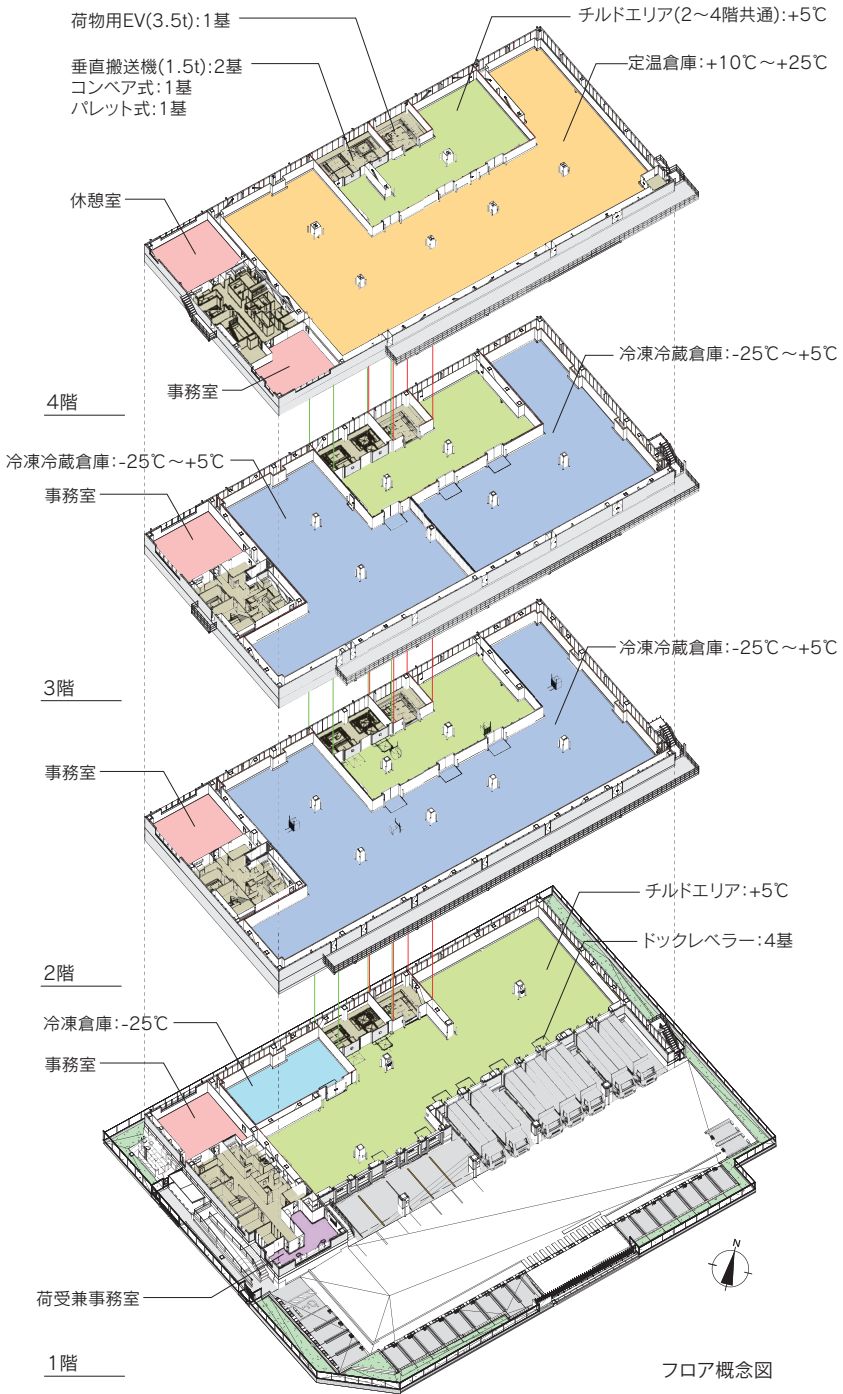 荷物用EV(3.5t):1基
チルドエリア(2〜4階共通):+5℃
垂直搬送機(1.5t):2基
コンベア式:1基
パレット式:1基
定温倉庫:+10℃〜+25℃
休憩室
事務室
4階
冷凍冷蔵倉庫:-25℃〜+5℃
冷凍冷蔵倉庫:-25℃〜+5℃
事務室
3階
冷凍冷蔵倉庫:-25℃〜+5℃
事務室
2階
チルドエリア:+5℃
ドックレベラー:4基
冷凍倉庫:-25℃
事務室
荷受兼事務室
N
1階
フロア概念図